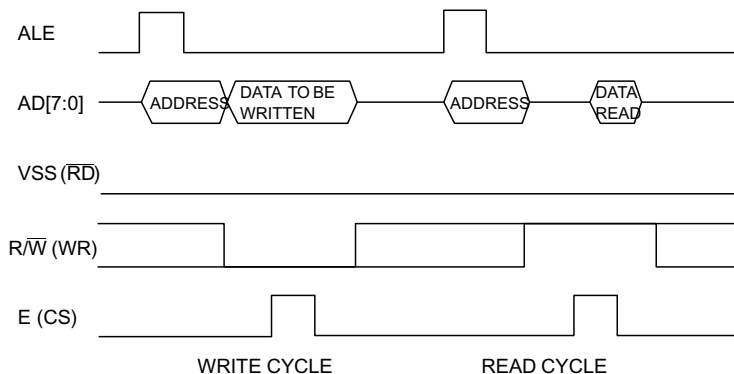 ALE
AD[7:0]
ADDRESS
DATA TO BE
WRITTEN
ADDRESS
DATA
READ
VSS (R̅D̅)
R/W̅ (WR)
E (CS)
WRITE CYCLE
READ CYCLE